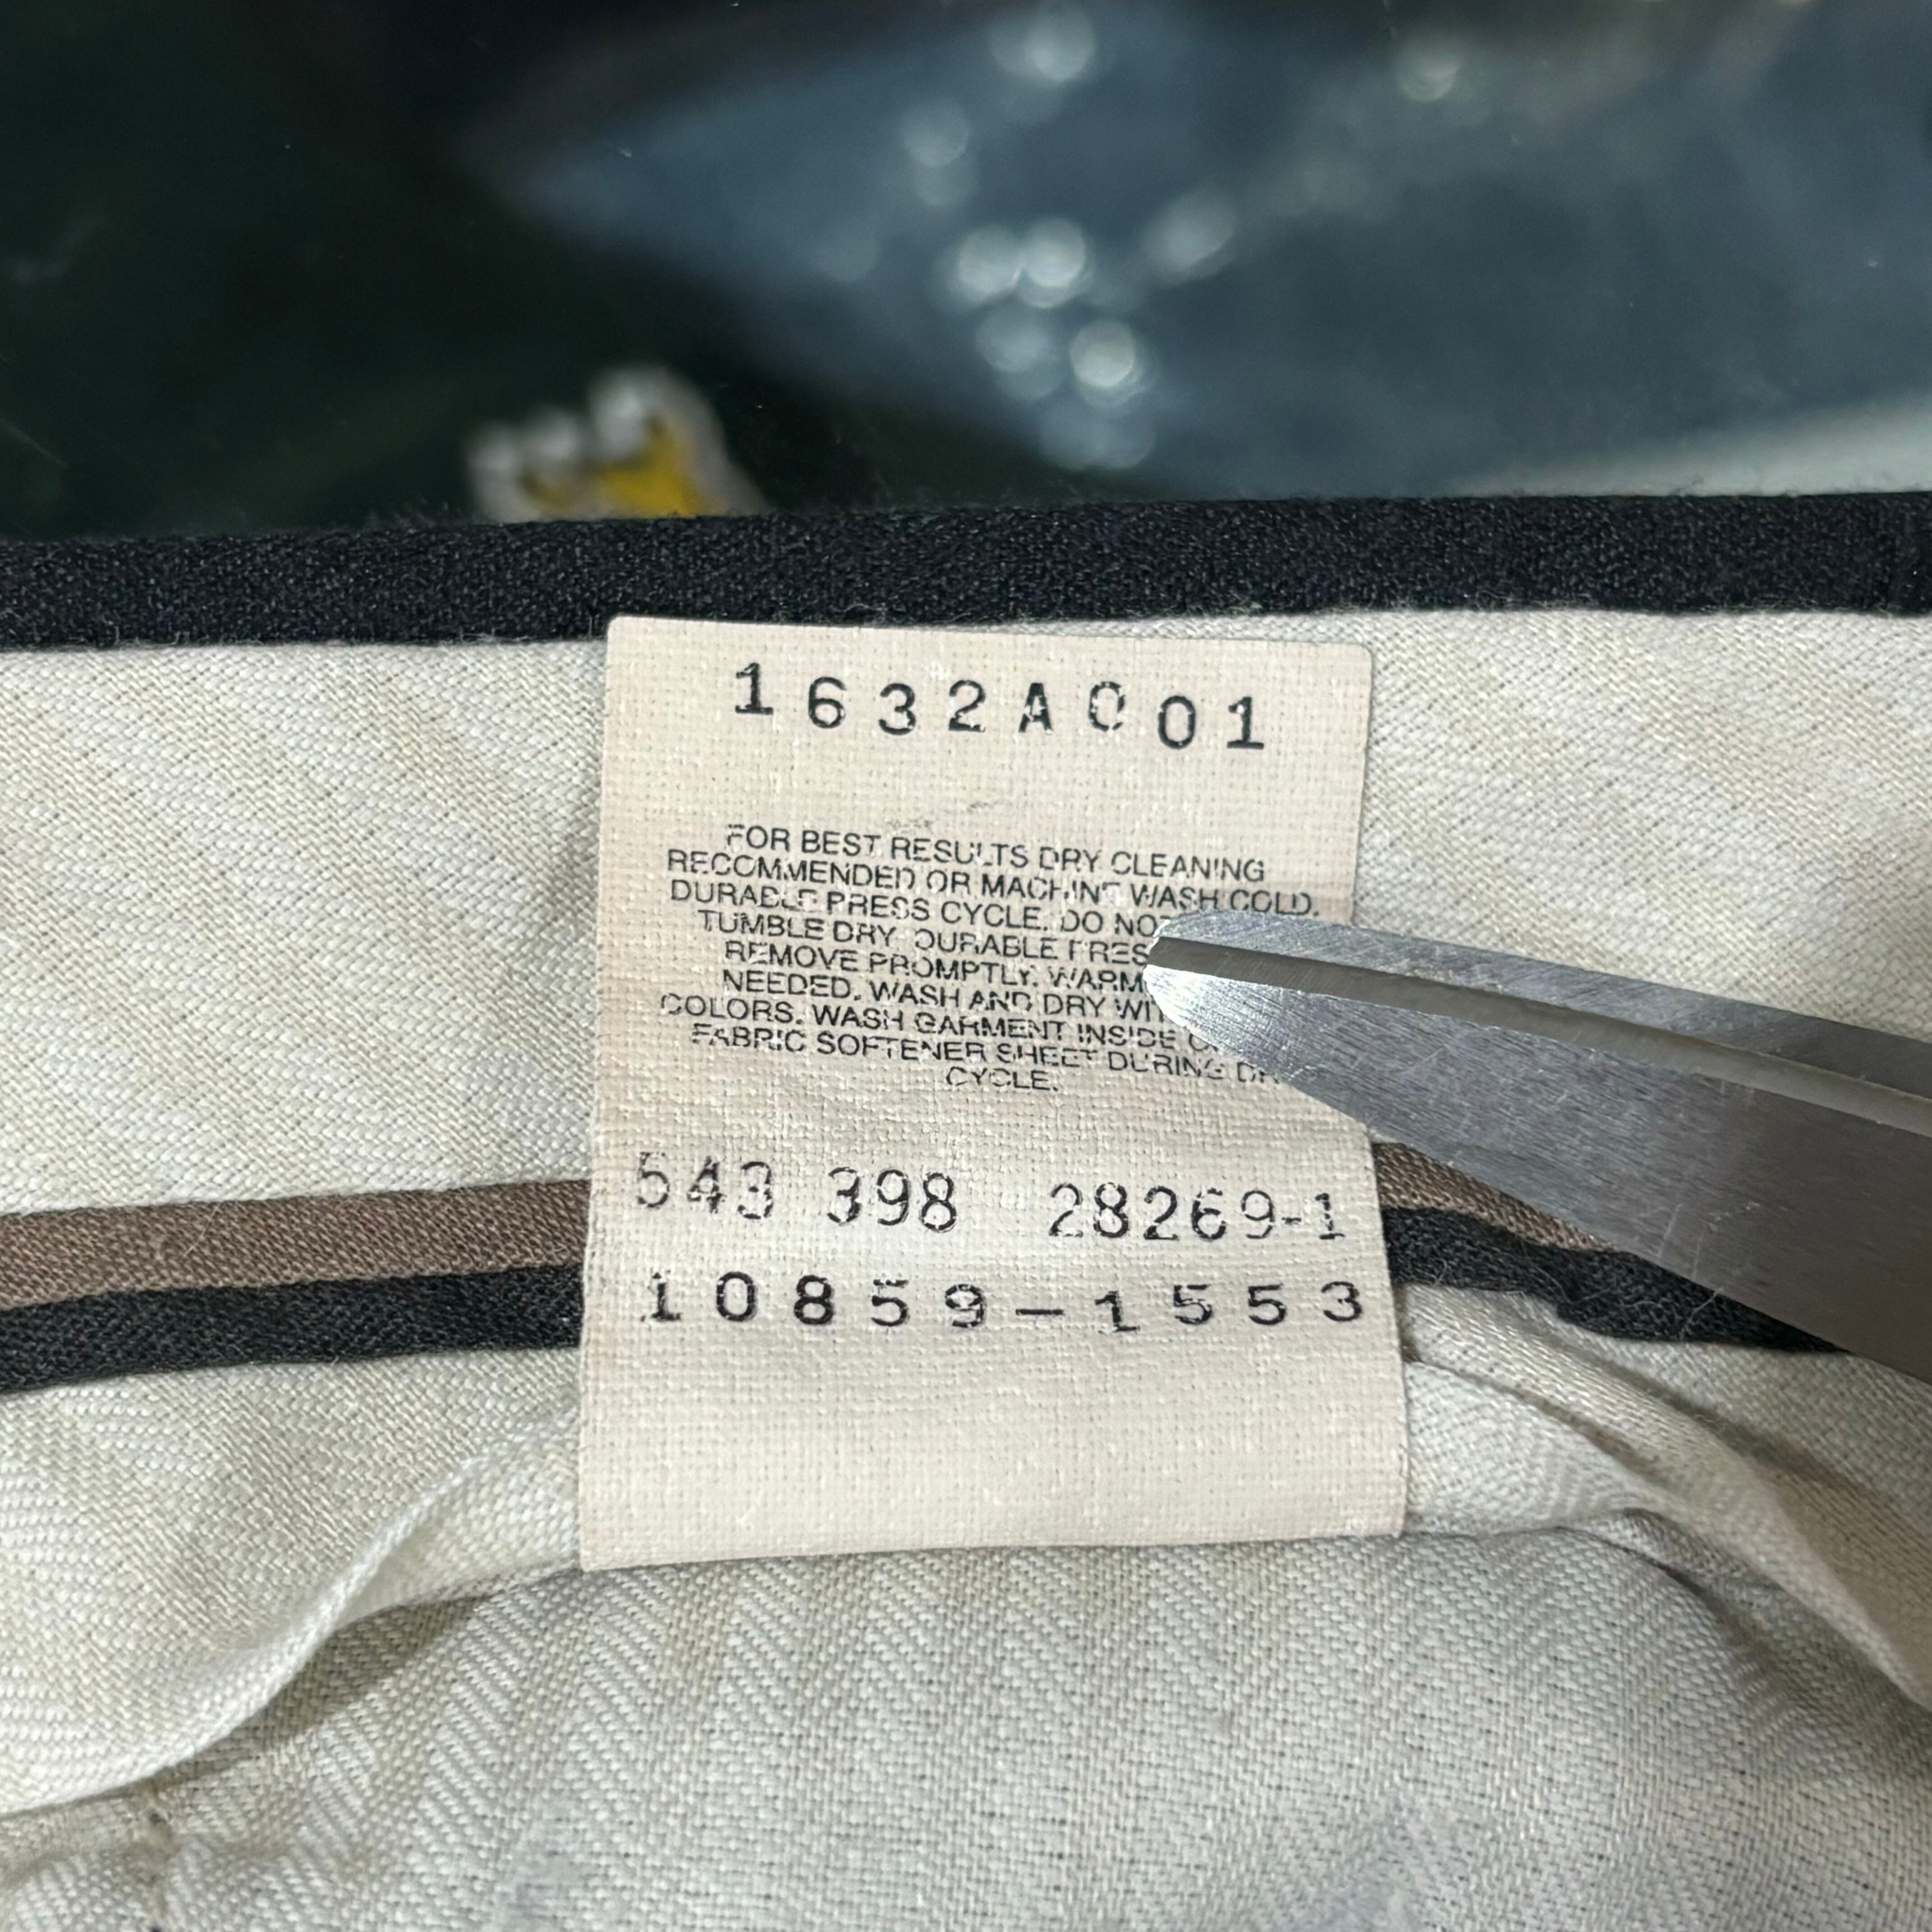 1632A001
FOR BEST RESULTS DRY CLEANING
RECOMMENDED OR MACHINE WASH COLD.
DURABLE PRESS CYCLE. DO NOT
TUMBLE DRY. DURABLE PRESS
REMOVE PROMPTLY. WARM
NEEDED. WASH AND DRY
COLORS. WASH GARMENT INSIDE
FABRIC SOFTENER SHEET DURING
CYCLE.
543 398 28269-1
10859-1553